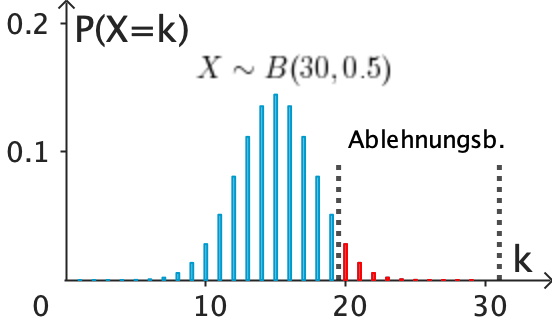 0.2
P(X=k)
X ∼ B(30, 0.5)
0.1
Ablehnungsb.
k
0
10
20
30